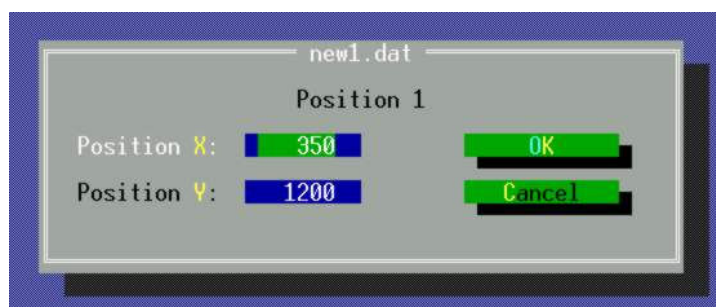 new1.dat
Position 1
Position X: 350 OK
Position Y: 1200 Cancel